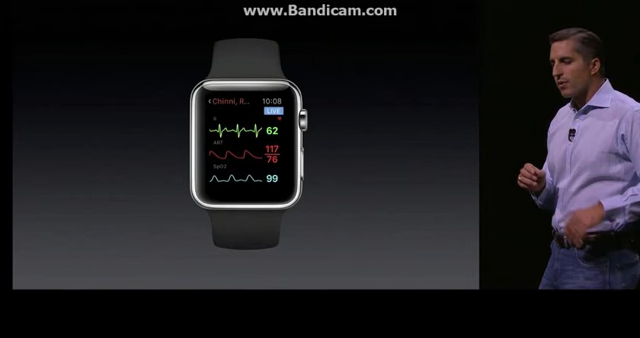 www.Bandicam.com
< Chinni, R... 10:08
LIVE
62
ART
117
76
SpO2
99